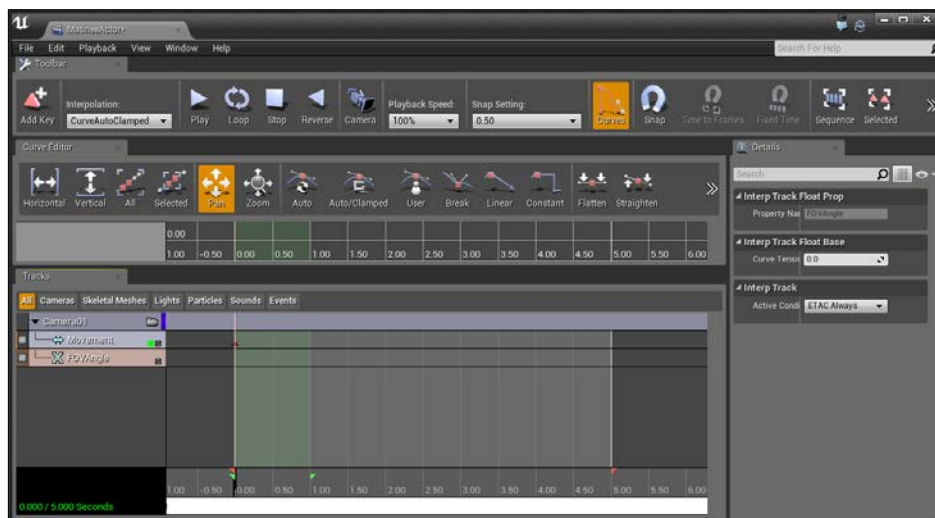 MatineeActor*
File Edit Playback View Window Help
Search For Help
Toolbar
Interpolation:
CurveAutoClamped
Playback Speed:
100%
Snap Setting:
0.50
Add Key Play Loop Stop Reverse Camera Curves Snap Time to Frames Fixed Time Sequence Selected
Curve Editor
Horizontal Vertical All Selected Pan Zoom Auto Auto/Clamped User Break Linear Constant Flatten Straighten
0.00
1.00 -0.50 0.00 0.50 1.00 1.50 2.00 2.50 3.00 3.50 4.00 4.50 5.00 5.50 6.00
Tracks
All Cameras Skeletal Meshes Lights Particles Sounds Events
Camera01
Movement
FOVAngle
1.00 -0.50 0.00 0.50 1.00 1.50 2.00 2.50 3.00 3.50 4.00 4.50 5.00 5.50 6.00
0.000 / 5.000 Seconds
Details
Search
Interp Track Float Prop
Property Na FOVAngle
Interp Track Float Base
Curve Tensi 0.0
Interp Track
Active Condi ETAC Always